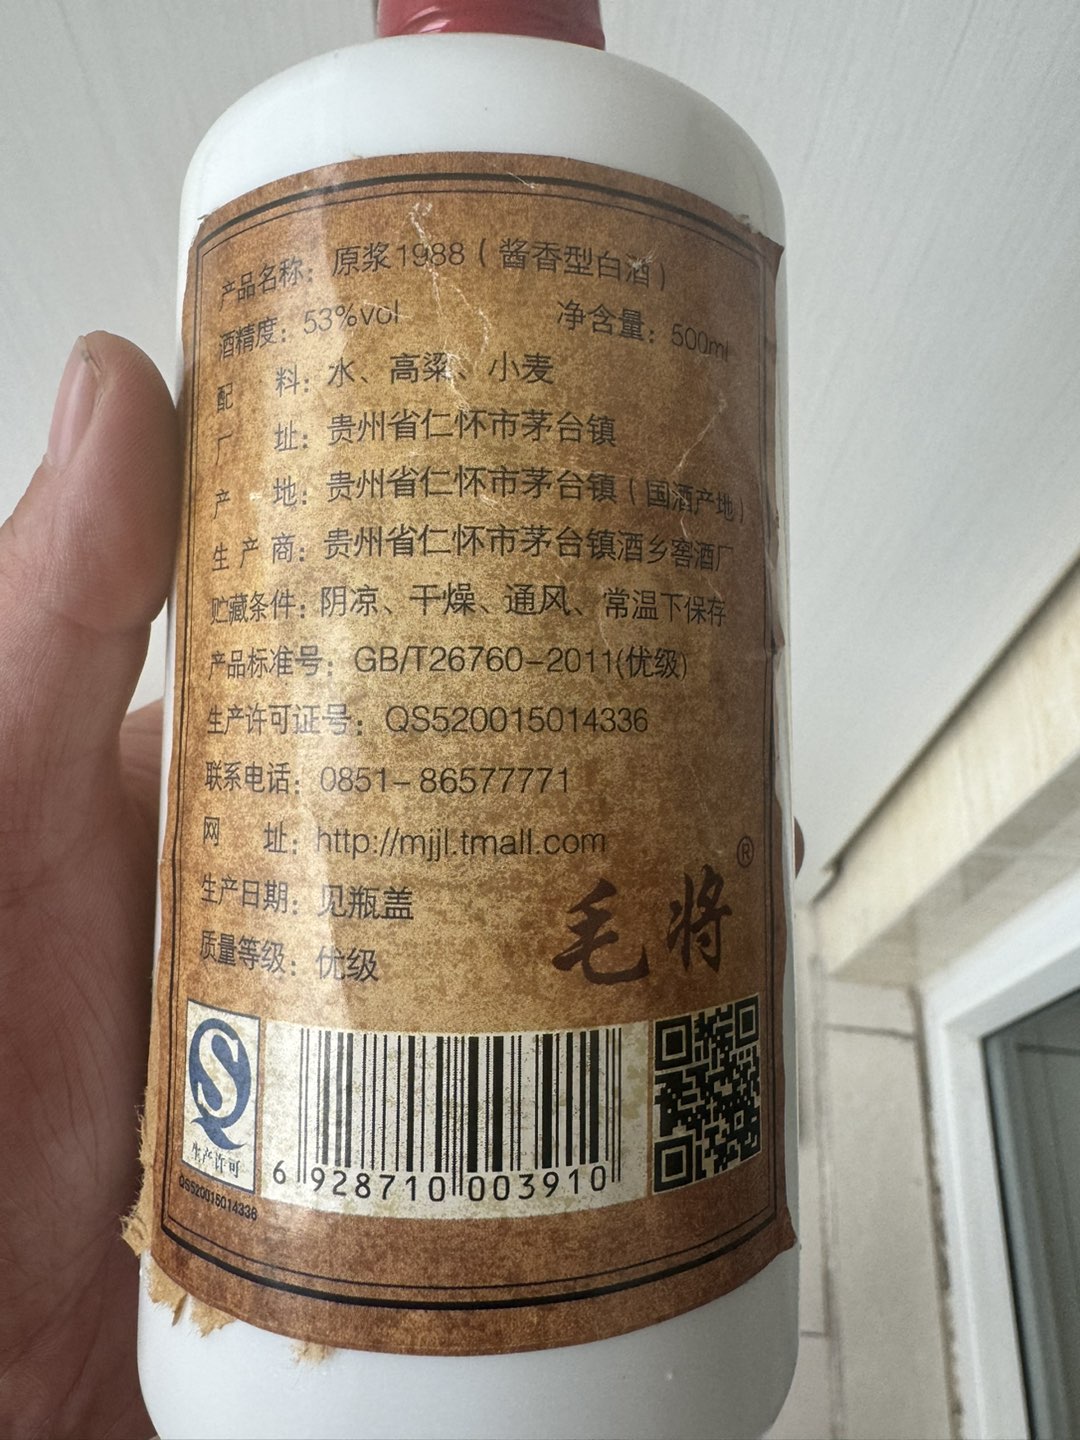 产品名称：原浆1988（酱香型白酒）
酒精度：53%vol 净含量：500ml
配 料：水、高粱、小麦
厂 址：贵州省仁怀市茅台镇
产 地：贵州省仁怀市茅台镇（国酒产地）
生产商：贵州省仁怀市茅台镇酒乡窖酒厂
贮藏条件：阴凉、干燥、通风、常温下保存
产品标准号：GB/T26760-2011(优级)
生产许可证号：QS520015014336
联系电话：0851-86577771
网 址：http://mjjl.tmall.com
生产日期：见瓶盖
质量等级：优级
毛将®
生产许可
QS520015014336
6 928710 003910